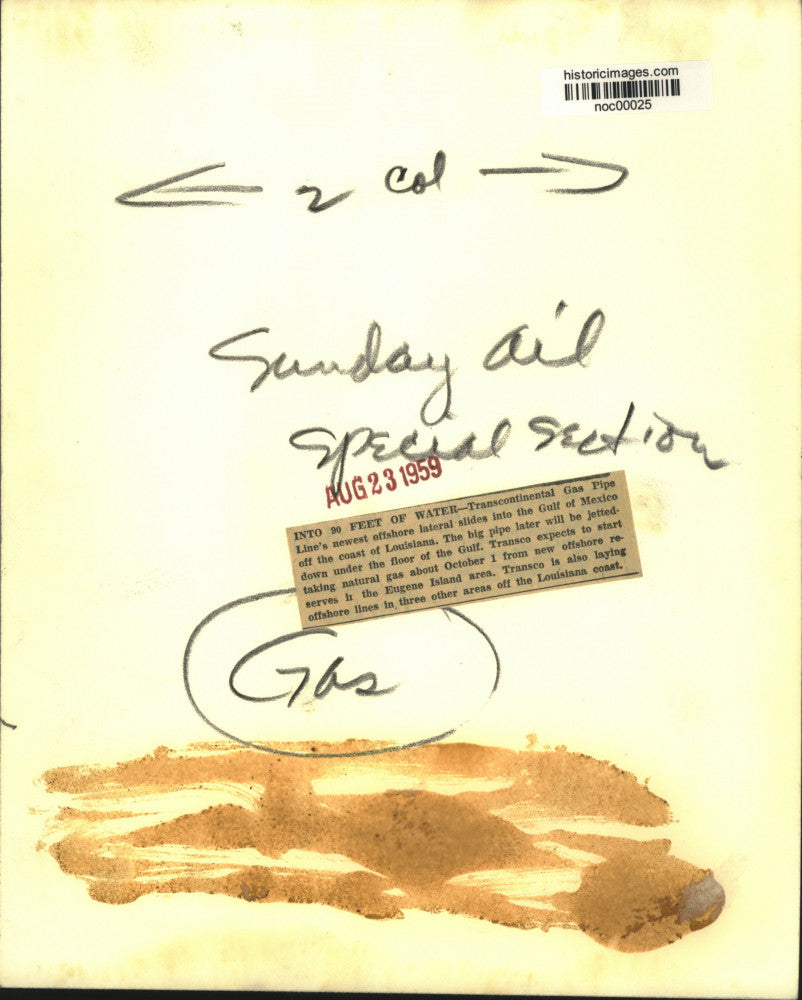 historicimages.com
noc00025
2 Col
Sunday Oil
Special Section
AUG 23 1959
INTO 90 FEET OF WATER—Transcontinental Gas Pipe
Line's newest offshore lateral slides into the Gulf of Mexico
off the coast of Louisiana. The big pipe later will be jetted-
down under the floor of the Gulf. Transco expects to start
taking natural gas about October 1 from new offshore re-
serves in the Eugene Island area. Transco is also laying
offshore lines in three other areas off the Louisiana coast.
Gas